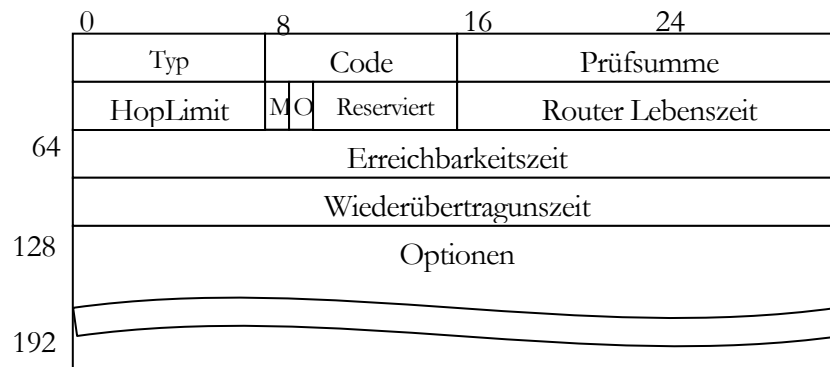 0 8 16 24
Typ Code Prüfsumme
HopLimit M O Reserviert Router Lebenszeit
64 Erreichbarkeitszeit
Wiederübertragunszeit
128 Optionen
192